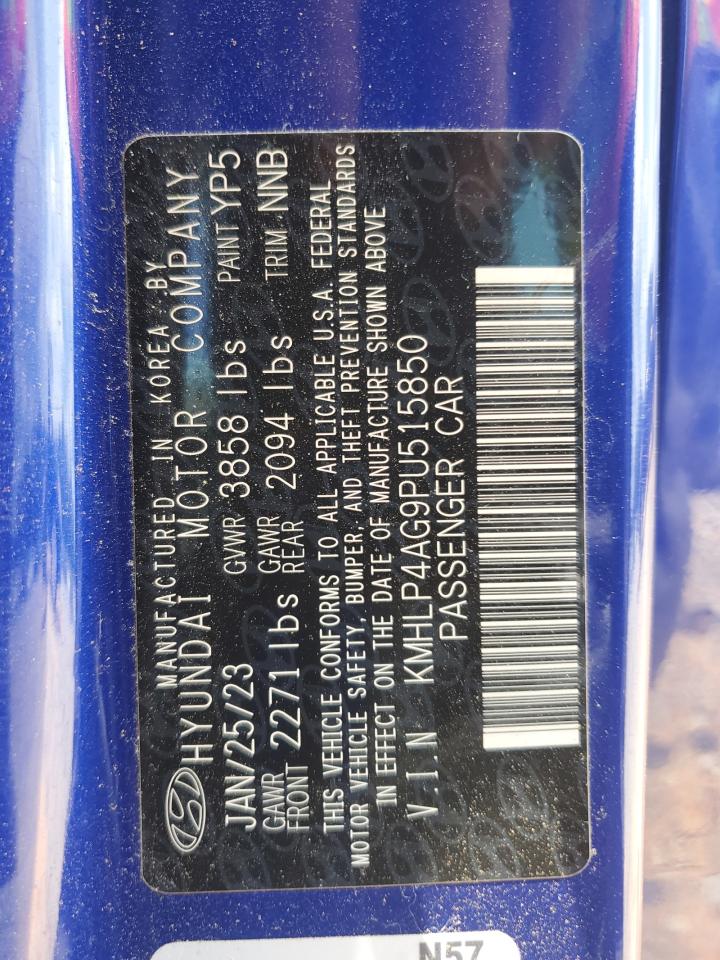 MANUFACTURED IN KOREA BY
HYUNDAI MOTOR COMPANY
JAN/25/23 GVWR 3858 lbs PAINT YP5
GAWR FRONT 2271 lbs GAWR REAR 2094 lbs TRIM NNB
THIS VEHICLE CONFORMS TO ALL APPLICABLE U.S.A. FEDERAL
MOTOR VEHICLE SAFETY, BUMPER, AND THEFT PREVENTION STANDARDS
IN EFFECT ON THE DATE OF MANUFACTURE SHOWN ABOVE
V.I.N KMHLP4AG9PU515850
PASSENGER CAR
N57